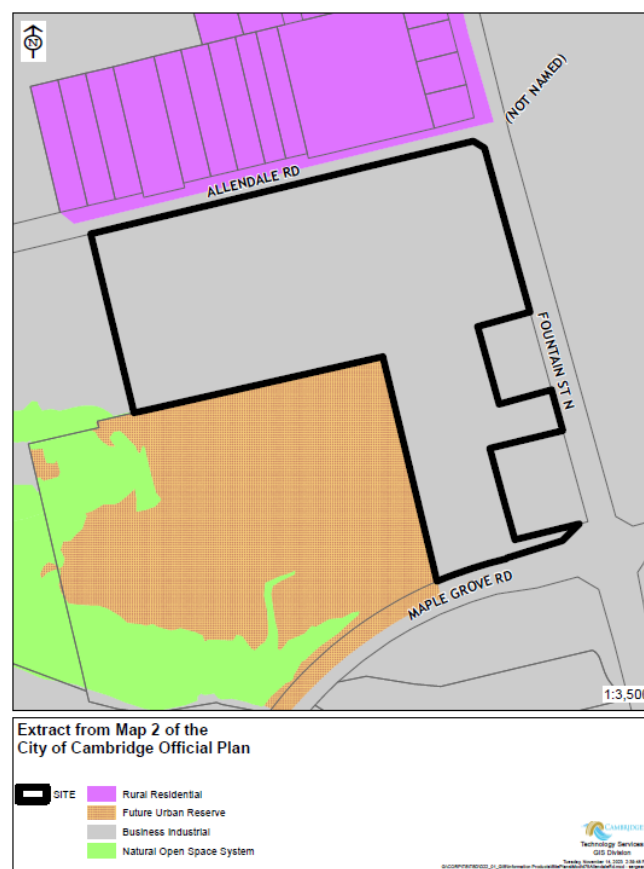 N
(NOT NAMED)
ALLENDALE RD
FOUNTAIN ST N
MAPLE GROVE RD
1:3,500
Extract from Map 2 of the
City of Cambridge Official Plan
SITE
Rural Residential
Future Urban Reserve
Business Industrial
Natural Open Space System
CAMBRIDGE
Technology Services
GIS Division